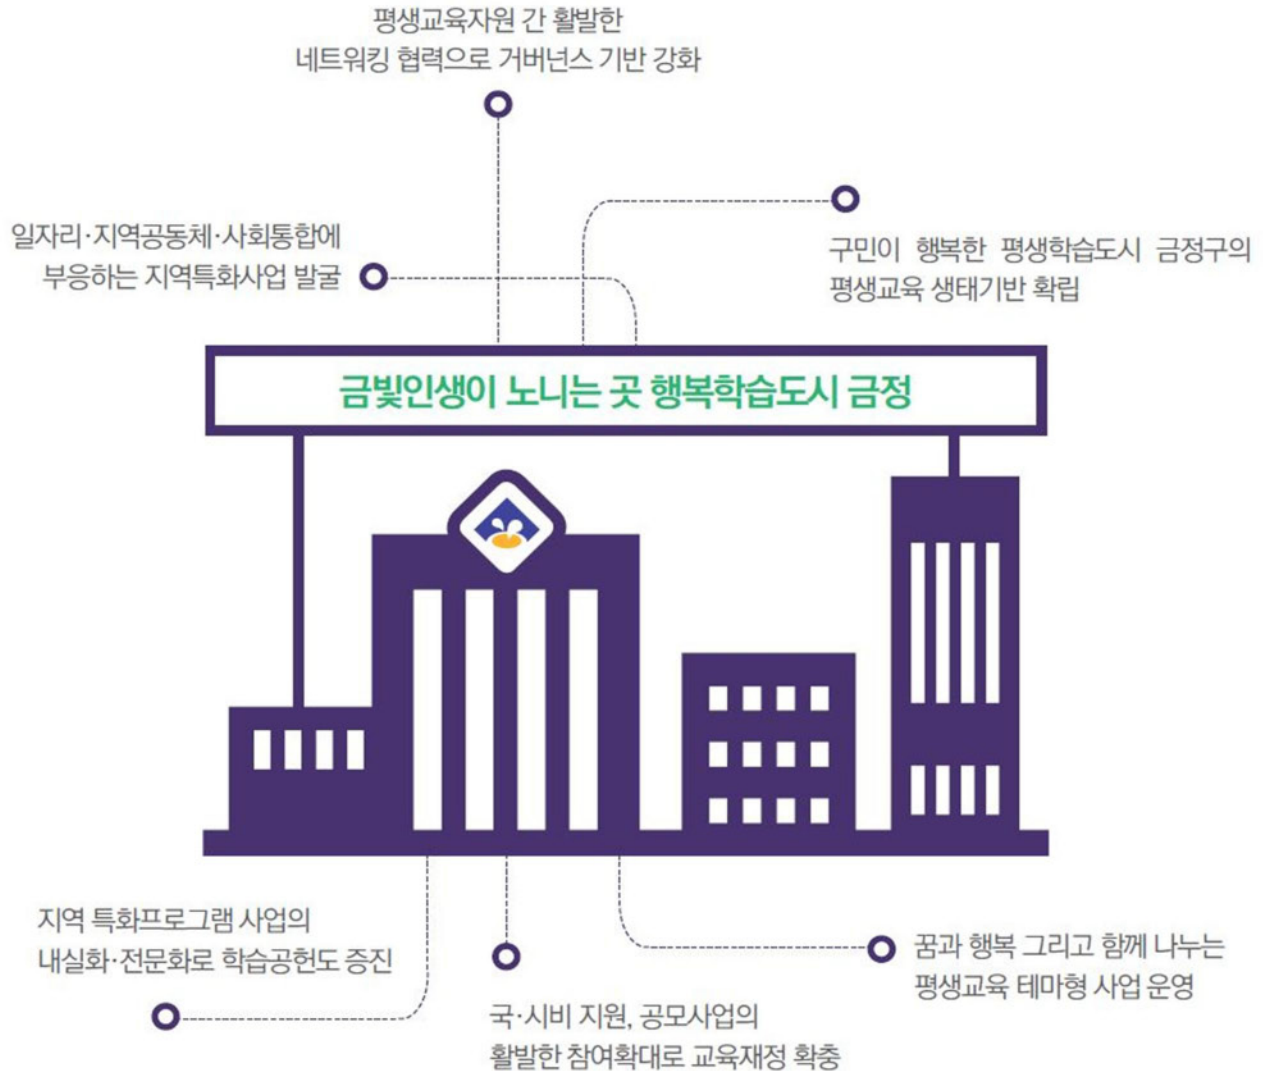 평생교육자원 간 활발한
네트워킹 협력으로 거버넌스 기반 강화
일자리·지역공동체·사회통합에
부응하는 지역특화사업 발굴
구민이 행복한 평생학습도시 금정구의
평생교육 생태기반 확립
금빛인생이 노니는 곳 행복학습도시 금정
지역 특화프로그램 사업의
내실화·전문화로 학습공헌도 증진
국·시비 지원, 공모사업의
활발한 참여확대로 교육재정 확충
꿈과 행복 그리고 함께 나누는
평생교육 테마형 사업 운영